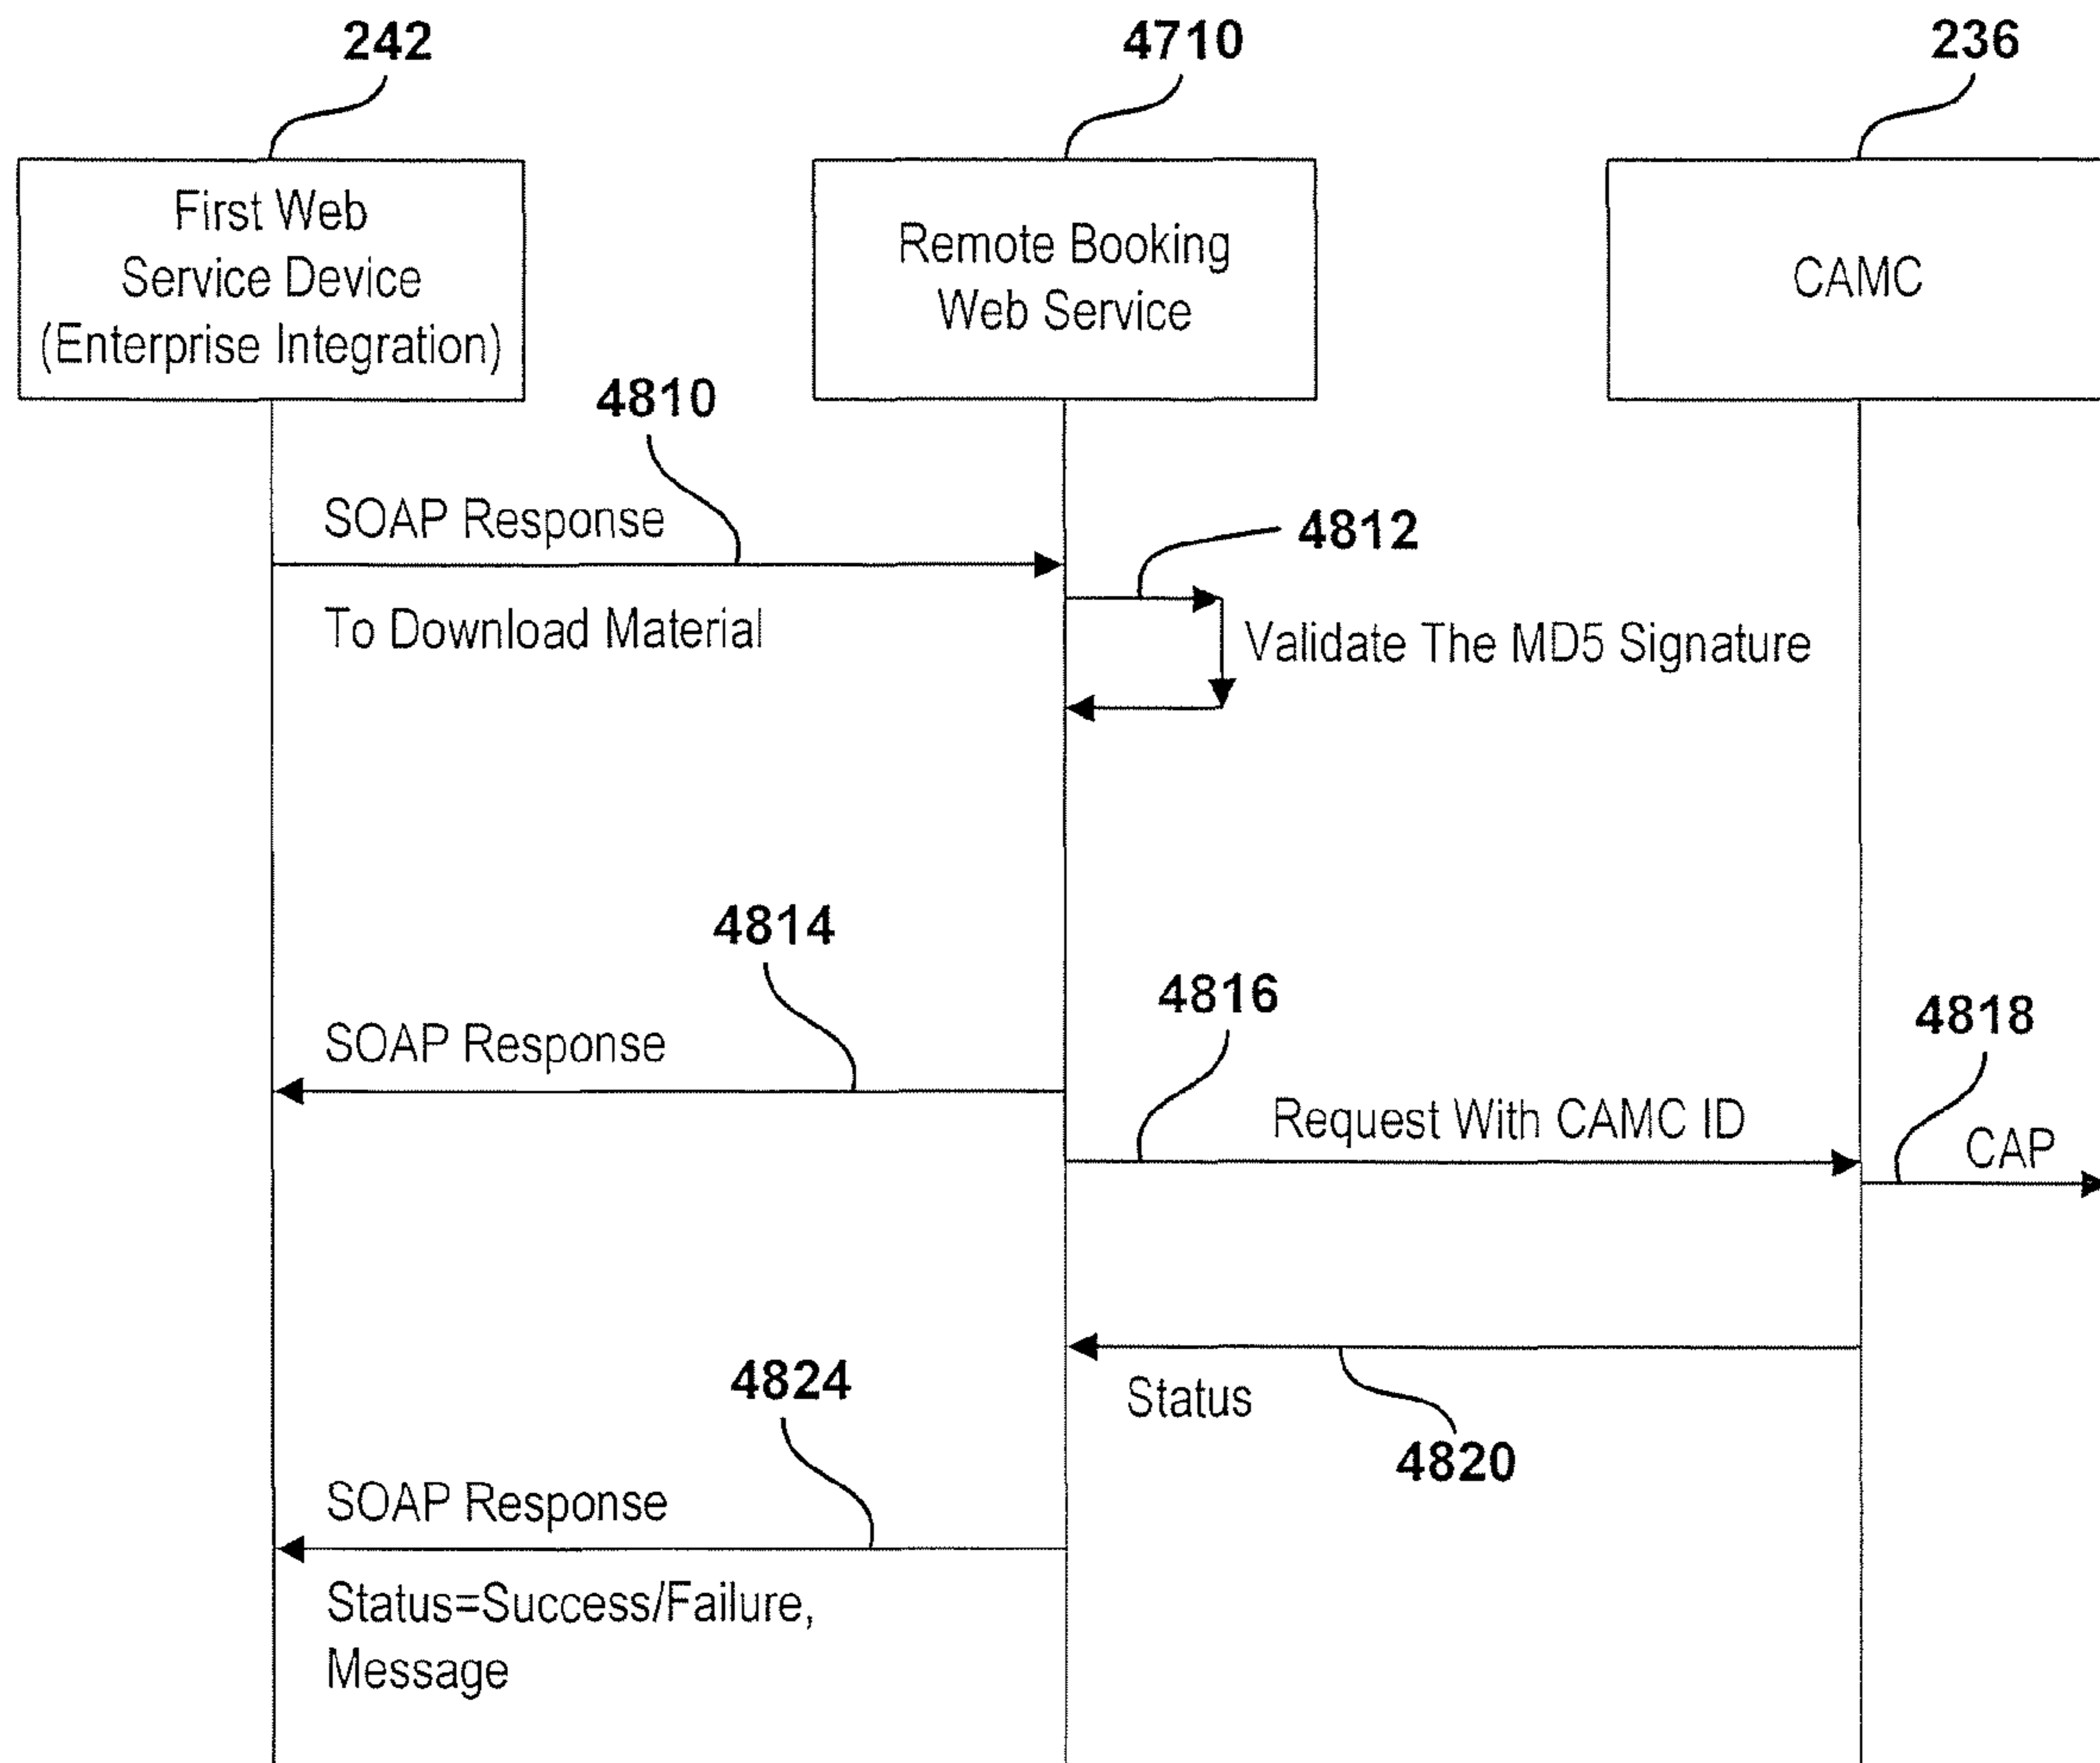 242
4710
236
First Web
Service Device
(Enterprise Integration)
Remote Booking
Web Service
CAMC
4810
SOAP Response
To Download Material
4812
Validate The MD5 Signature
4814
SOAP Response
4816
Request With CAMC ID
4818
CAP
Status
4820
4824
SOAP Response
Status=Success/Failure,
Message